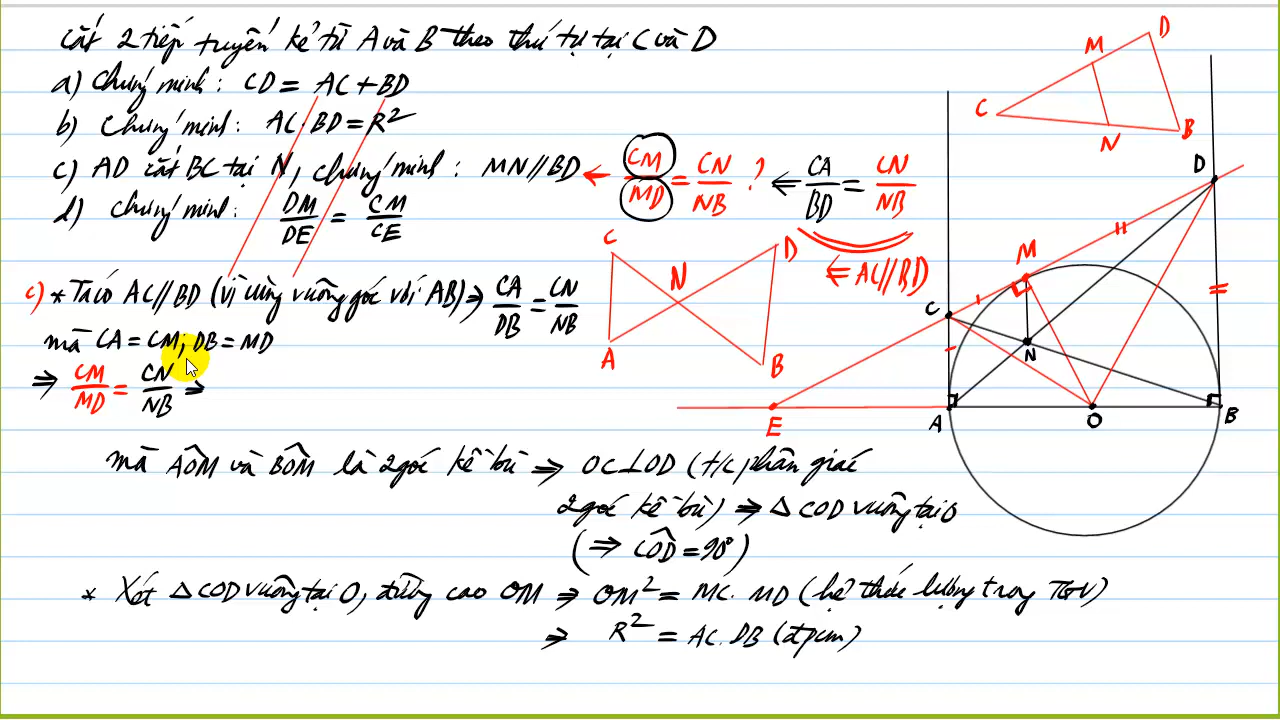 cắt 2 tiếp tuyến kẻ từ A và B theo thứ tự tại C và D
a) Chứng minh: CD = AC + BD
b) Chứng minh: AC.BD = R²
c) AD cắt BC tại N, chứng minh: MN // BD ⇐ CM/MD = CN/NB ? ⇐ CA/BD = CN/NB
⇐ AC // BD
d) Chứng minh: DM/DE = CM/CE
c) * Ta có AC // BD (vì cùng vuông góc với AB) ⇒ CA/DB = CN/NB
mà CA = CM; DB = MD
⇒ CM/MD = CN/NB ⇒
mà AÔM và BÔM là 2 góc kề bù ⇒ OC⊥OD (t/c phân giác
2 góc kề bù) ⇒ Δ COD vuông tại O
(⇒ CÔD = 90°)
* Xét Δ COD vuông tại O, đường cao OM ⇒ OM² = MC. MD (hệ thức lượng trong TGV)
⇒ R² = AC. DB (đpcm)
C
M
D
N
B
C
D
N
A
B
D
M
C
N
E
A
O
B